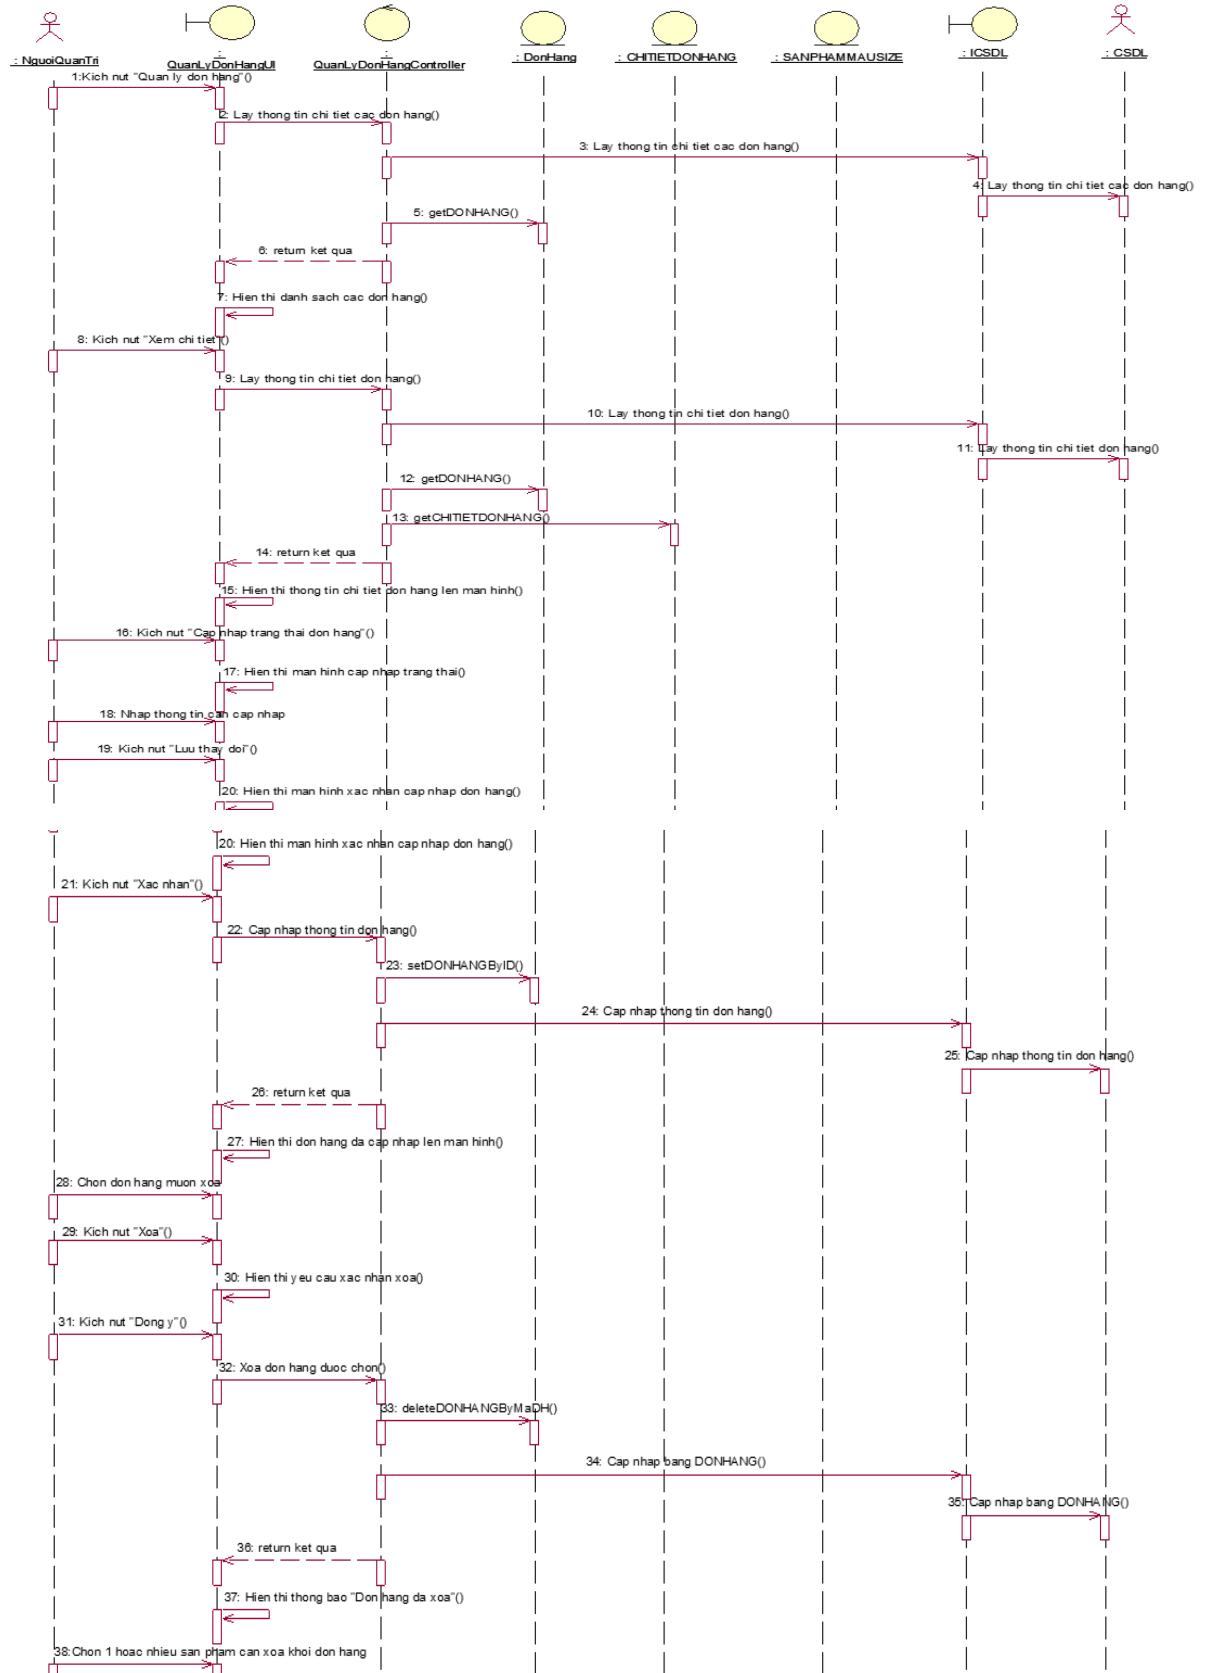 : NguoiQuanTri
:
QuanLyDonHangUI
:
QuanLyDonHangController
: DonHang
: CHITIETDONHANG
: SANPHAMMAUSIZE
: ICSDL
: CSDL
1:Kich nut "Quan ly don hang"()
2: Lay thong tin chi tiet cac don hang()
3: Lay thong tin chi tiet cac don hang()
4: Lay thong tin chi tiet cac don hang()
5: getDONHANG()
6: return ket qua
7: Hien thi danh sach cac don hang()
8: Kich nut "Xem chi tiet"()
9: Lay thong tin chi tiet don hang()
10: Lay thong tin chi tiet don hang()
11: Lay thong tin chi tiet don hang()
12: getDONHANG()
13: getCHITIETDONHANG()
14: return ket qua
15: Hien thi thong tin chi tiet don hang len man hinh()
16: Kich nut "Cap nhap trang thai don hang"()
17: Hien thi man hinh cap nhap trang thai()
18: Nhap thong tin can cap nhap
19: Kich nut "Luu thay doi"()
20: Hien thi man hinh xac nhan cap nhap don hang()
20: Hien thi man hinh xac nhan cap nhap don hang()
21: Kich nut "Xac nhan"()
22: Cap nhap thong tin don hang()
23: setDONHANGByID()
24: Cap nhap thong tin don hang()
25: Cap nhap thong tin don hang()
26: return ket qua
27: Hien thi don hang da cap nhap len man hinh()
28: Chon don hang muon xoa
29: Kich nut "Xoa"()
30: Hien thi yeu cau xac nhan xoa()
31: Kich nut "Dong y"()
32: Xoa don hang duoc chon()
33: deleteDONHANGByMaDH()
34: Cap nhap bang DONHANG()
35: Cap nhap bang DONHANG()
36: return ket qua
37: Hien thi thong bao "Don hang da xoa"()
38:Chon 1 hoac nhieu san pham can xoa khoi don hang